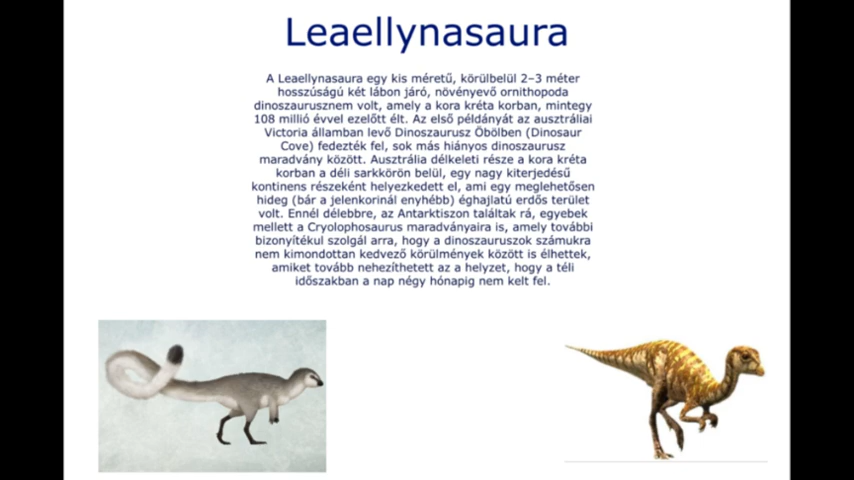 Leaellynasaura
A Leaellynasaura egy kis méretű, körülbelül 2–3 méter
hosszúságú két lábon járó, növényevő ornithopoda
dinoszaurusznem volt, amely a kora kréta korban, mintegy
108 millió évvel ezelőtt élt. Az első példányát az ausztráliai
Victoria államban levő Dinoszaurusz Öbölben (Dinosaur
Cove) fedezték fel, sok más hiányos dinoszaurusz
maradvány között. Ausztrália délkeleti része a kora kréta
korban a déli sarkkörön belül, egy nagy kiterjedésű
kontinens részeként helyezkedett el, ami egy meglehetősen
hideg (bár a jelenkorinál enyhébb) éghajlatú erdős terület
volt. Ennél délebbre, az Antarktiszon találtak rá, egyebek
mellett a Cryolophosaurus maradványaira is, amely további
bizonyítékul szolgál arra, hogy a dinoszauruszok számukra
nem kimondottan kedvező körülmények között is élhettek,
amiket tovább nehezíthetett az a helyzet, hogy a téli
időszakban a nap négy hónapig nem kelt fel.